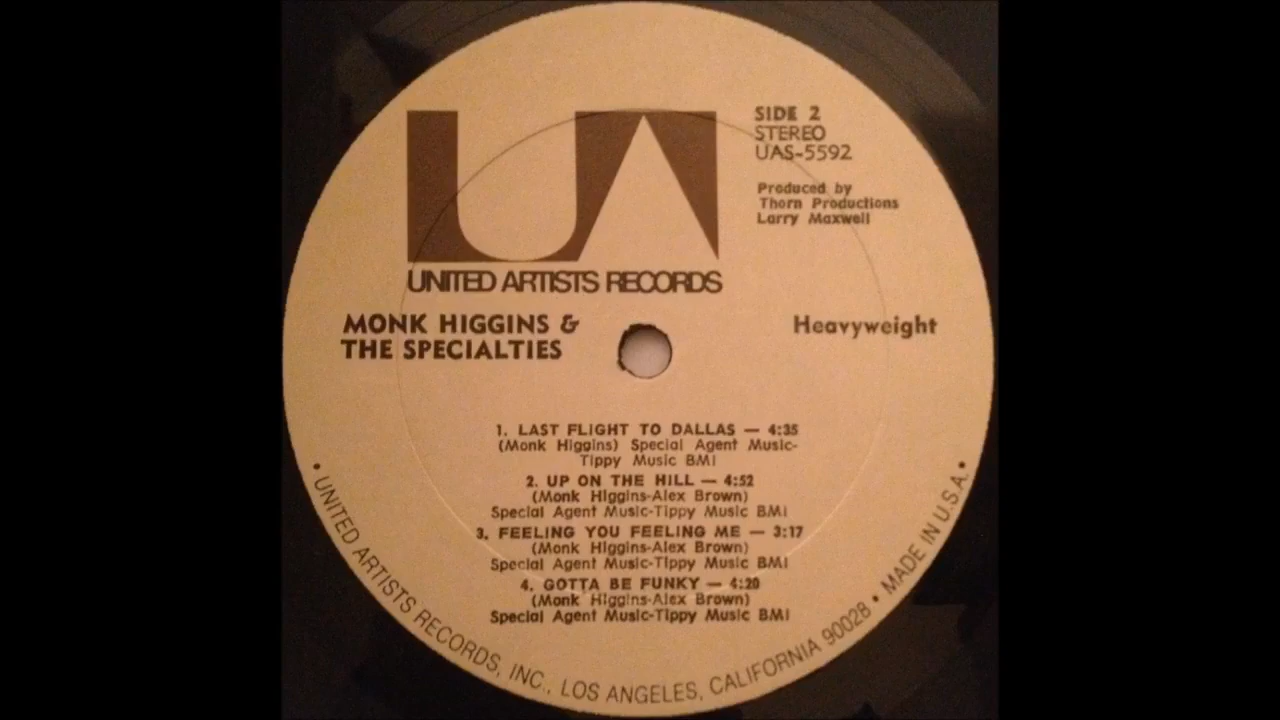 UA
SIDE 2
STEREO
UAS-5592
Produced by
Thorn Productions
Larry Maxwell
UNITED ARTISTS RECORDS
MONK HIGGINS &
THE SPECIALTIES
Heavyweight
1. LAST FLIGHT TO DALLAS — 4:35
(Monk Higgins) Special Agent Music-
Tippy Music BMI
2. UP ON THE HILL — 4:52
(Monk Higgins-Alex Brown)
Special Agent Music-Tippy Music BMI
3. FEELING YOU FEELING ME — 3:17
(Monk Higgins-Alex Brown)
Special Agent Music-Tippy Music BMI
4. GOTTA BE FUNKY — 4:20
(Monk Higgins-Alex Brown)
Special Agent Music-Tippy Music BMI
• UNITED ARTISTS RECORDS, INC., LOS ANGELES, CALIFORNIA 90028 • MADE IN U.S.A. •